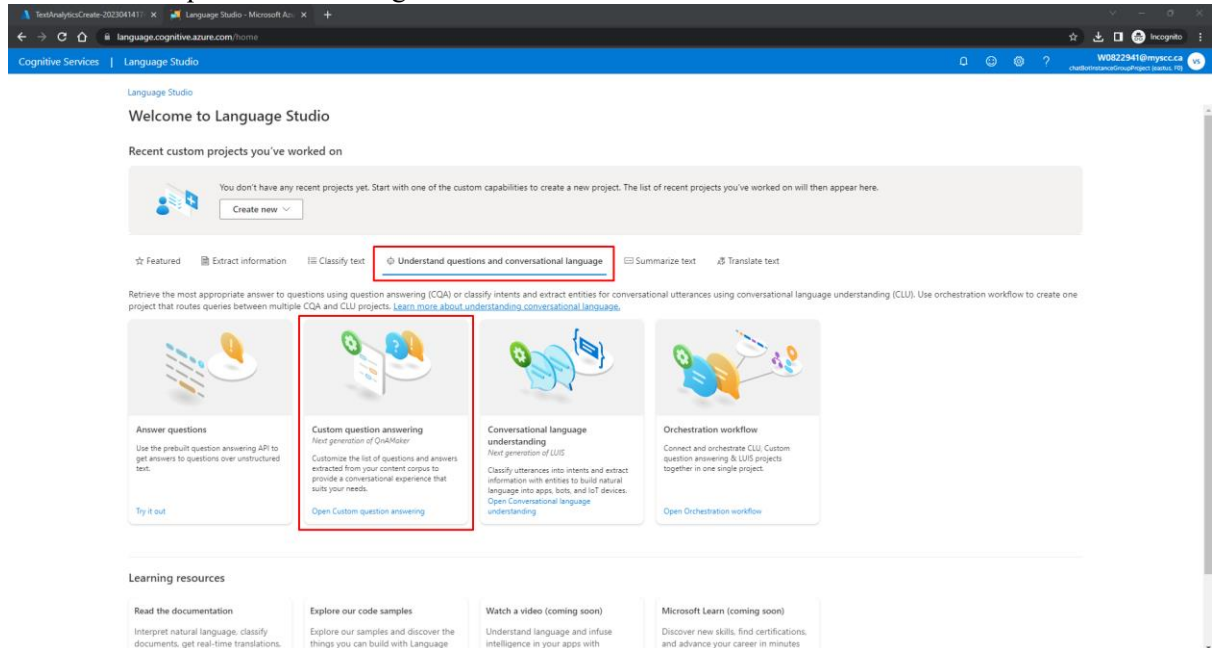 TextAnalyticsCreate-2023041417
Language Studio - Microsoft Az
language.cognitive.azure.com/home
Incognito
Cognitive Services | Language Studio
W0822941@myscc.ca
VS
Language Studio
Welcome to Language Studio
Recent custom projects you've worked on
You don't have any recent projects yet. Start with one of the custom capabilities to create a new project. The list of recent projects you've worked on will then appear here.
Create new
Featured Extract information Classify text Understand questions and conversational language Summarize text Translate text
Retrieve the most appropriate answer to questions using question answering (CQA) or classify intents and extract entities for conversational utterances using conversational language understanding (CLU). Use orchestration workflow to create one
project that routes queries between multiple CQA and CLU projects. Learn more about understanding conversational language.
Answer questions
Use the prebuilt question answering API to
get answers to questions over unstructured
text.
Try it out
Custom question answering
Next generation of QnAMaker
Customize the list of questions and answers
extracted from your content corpus to
provide a conversational experience that
suits your needs.
Open Custom question answering
Conversational language
understanding
Next generation of LUIS
Classify utterances into intents and extract
information with entities to build natural
language into apps, bots, and IoT devices.
Open Conversational language
understanding
Orchestration workflow
Connect and orchestrate CLU, Custom
question answering & LUIS projects
together in one single project.
Open Orchestration workflow
Learning resources
Read the documentation
Interpret natural language, classify
documents, get real-time translations,
Explore our code samples
Explore our samples and discover the
things you can build with Language
Watch a video (coming soon)
Understand language and infuse
intelligence in your apps with
Microsoft Learn (coming soon)
Discover new skills, find certifications,
and advance your career in minutes